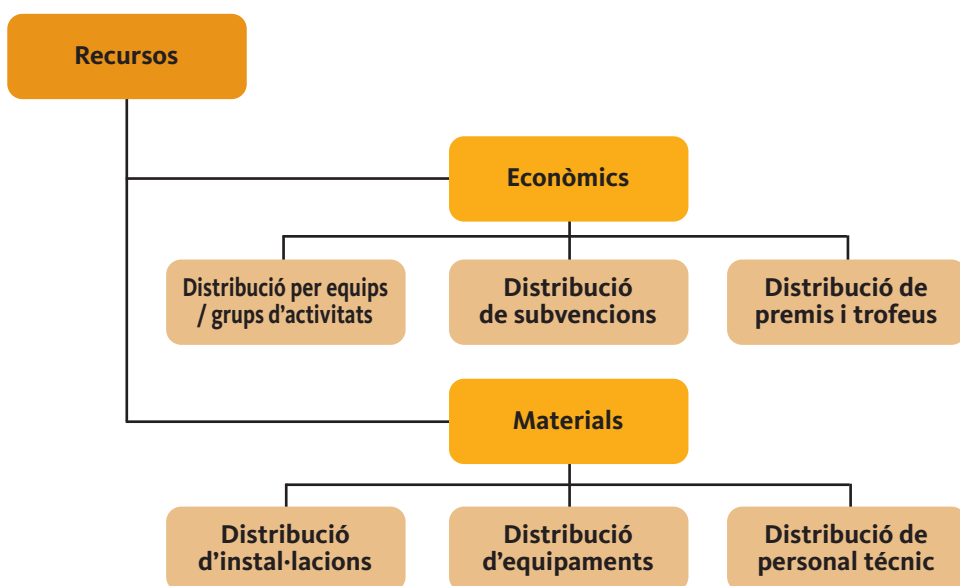 Recursos
Econòmics
Distribució per equips
/ grups d'activitats
Distribució
de subvencions
Distribució de
premis i trofeus
Materials
Distribució
d'instal·lacions
Distribució
d'equipaments
Distribució de
personal técnic